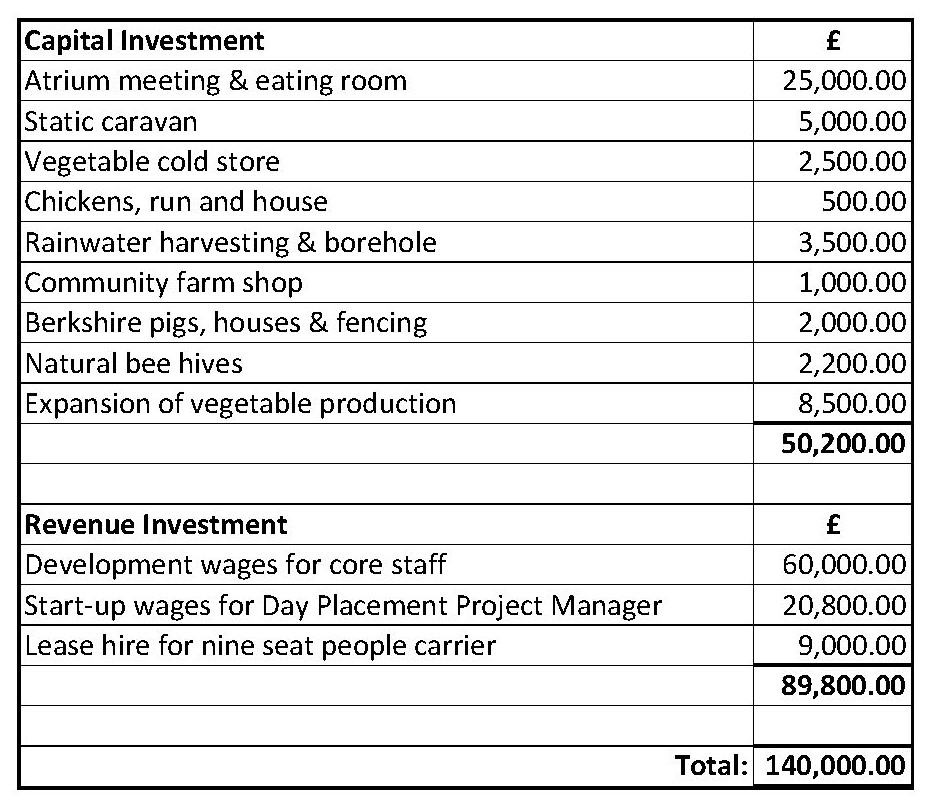 Capital Investment £
Atrium meeting & eating room 25,000.00
Static caravan 5,000.00
Vegetable cold store 2,500.00
Chickens, run and house 500.00
Rainwater harvesting & borehole 3,500.00
Community farm shop 1,000.00
Berkshire pigs, houses & fencing 2,000.00
Natural bee hives 2,200.00
Expansion of vegetable production 8,500.00
50,200.00
Revenue Investment £
Development wages for core staff 60,000.00
Start-up wages for Day Placement Project Manager 20,800.00
Lease hire for nine seat people carrier 9,000.00
89,800.00
Total: 140,000.00